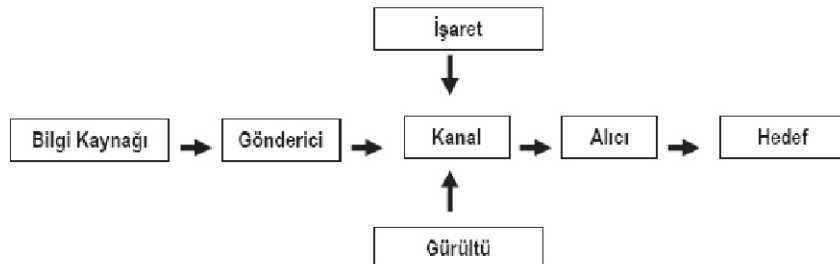 İşaret
Bilgi Kaynağı
Gönderici
Kanal
Alıcı
Hedef
Gürültü